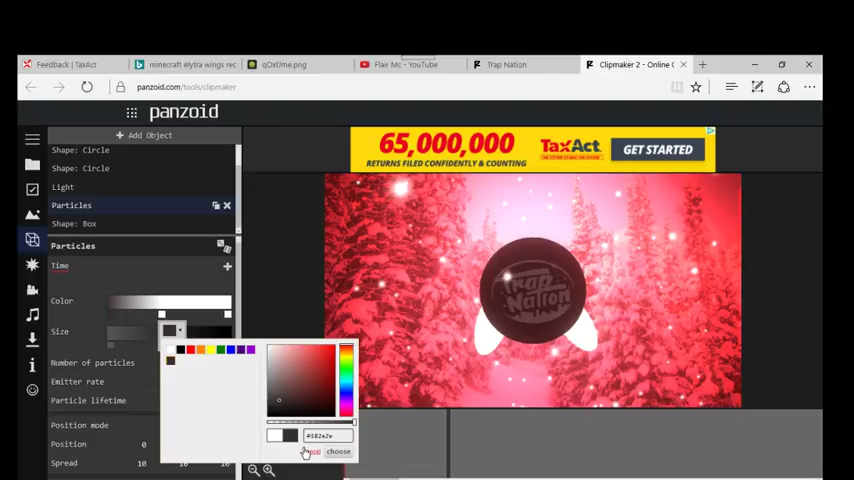 Feedback | TaxAct
minecraft elytra wings rec
qOxfJme.png
Flair Mc - YouTube
Trap Nation
Clipmaker 2 - Online C
panzoid.com/tools/clipmaker
panzoid
Add Object
Shape: Circle
Shape: Circle
Light
Particles
Shape: Box
Particles
Time
Color
Size
Number of particles
Emitter rate
Particle lifetime
Position mode
Position 0
Spread 10 10 10
#382e2e
choose
65,000,000
RETURNS FILED CONFIDENTLY & COUNTING
TaxAct
GET STARTED
Trap
Nation